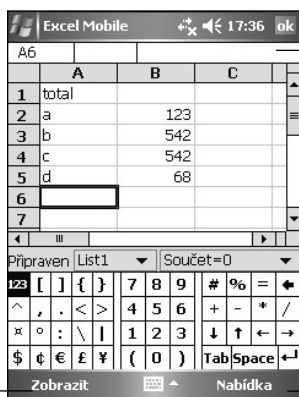 Excel Mobile 17:36 ok
A6
A B C
1 total
2 a 123
3 b 542
4 c 542
5 d 68
6
7
Připraven List1 Součet=0
123 [ ] { } 7 8 9 # % =
^ , . < > 4 5 6 + - * /
¤ ° : \ | 1 2 3 ↓ ↑ ← →
$ ¢ € £ ¥ ( 0 ) Tab Space ↵
Zobrazit Nabídka